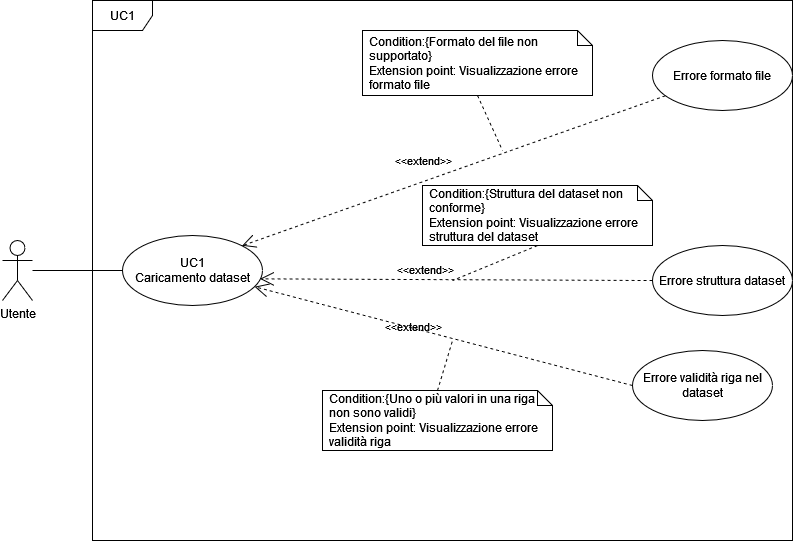 UC1
Condition:{Formato del file non
supportato}
Extension point: Visualizzazione errore
formato file
Errore formato file
<<extend>>
Condition:{Struttura del dataset non
conforme}
Extension point: Visualizzazione errore
struttura del dataset
UC1
Caricamento dataset
<<extend>>
Errore struttura dataset
Utente
<<extend>>
Errore validità riga nel
dataset
Condition:{Uno o più valori in una riga
non sono validi}
Extension point: Visualizzazione errore
validità riga